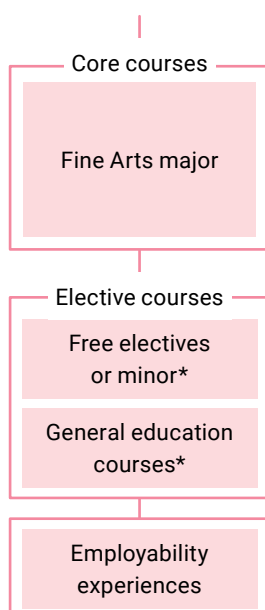 Core courses
Fine Arts major
Elective courses
Free electives
or minor*
General education
courses*
Employability
experiences